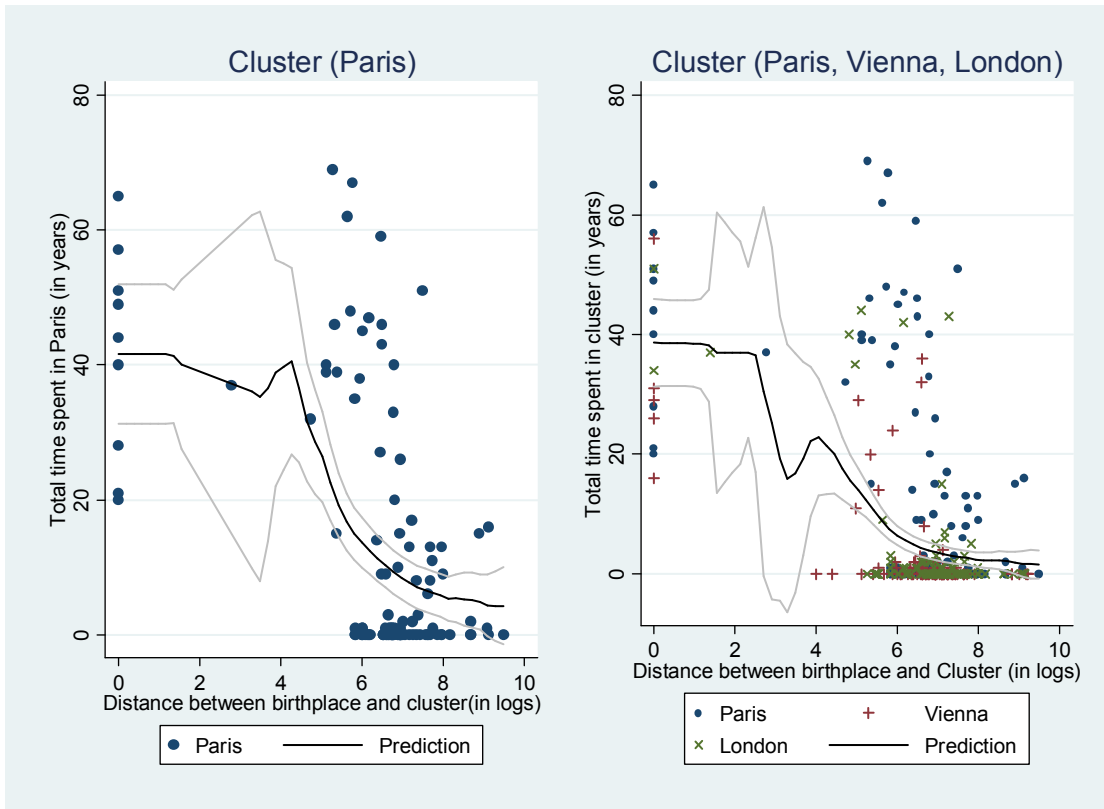 Cluster (Paris)
80
60
40
20
0
Total time spent in Paris (in years)
0 2 4 6 8 10
Distance between birthplace and cluster(in logs)
Paris Prediction
Cluster (Paris, Vienna, London)
80
60
40
20
0
Total time spent in cluster (in years)
0 2 4 6 8 10
Distance between birthplace and Cluster (in logs)
Paris Vienna
London Prediction